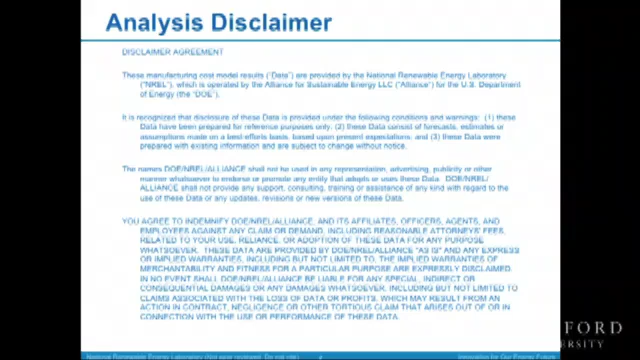 Analysis Disclaimer
DISCLAIMER AGREEMENT
These manufacturing cost model results ("Data") are provided by the National Renewable Energy Laboratory
("NREL"), which is operated by the Alliance for Sustainable Energy LLC ("Alliance") for the U.S. Department
of Energy (the "DOE").
It is recognized that disclosure of these Data is provided under the following conditions and warnings: (1) these
Data have been prepared for reference purposes only; (2) these Data consist of forecasts, estimates or
assumptions made on a best-efforts basis, based upon present expectations; and (3) these Data were
prepared with existing information and are subject to change without notice.
The names DOE/NREL/ALLIANCE shall not be used in any representation, advertising, publicity or other
manner whatsoever to endorse or promote any entity that adopts or uses these Data. DOE/NREL/
ALLIANCE shall not provide any support, consulting, training or assistance of any kind with regard to the
use of these Data or any updates, revisions or new versions of these Data.
YOU AGREE TO INDEMNIFY DOE/NREL/ALLIANCE, AND ITS AFFILIATES, OFFICERS, AGENTS, AND
EMPLOYEES AGAINST ANY CLAIM OR DEMAND, INCLUDING REASONABLE ATTORNEYS' FEES,
RELATED TO YOUR USE, RELIANCE, OR ADOPTION OF THESE DATA FOR ANY PURPOSE
WHATSOEVER. THESE DATA ARE PROVIDED BY DOE/NREL/ALLIANCE "AS IS" AND ANY EXPRESS
OR IMPLIED WARRANTIES, INCLUDING BUT NOT LIMITED TO, THE IMPLIED WARRANTIES OF
MERCHANTABILITY AND FITNESS FOR A PARTICULAR PURPOSE ARE EXPRESSLY DISCLAIMED.
IN NO EVENT SHALL DOE/NREL/ALLIANCE BE LIABLE FOR ANY SPECIAL, INDIRECT OR
CONSEQUENTIAL DAMAGES OR ANY DAMAGES WHATSOEVER, INCLUDING BUT NOT LIMITED TO
CLAIMS ASSOCIATED WITH THE LOSS OF DATA OR PROFITS, WHICH MAY RESULT FROM AN
ACTION IN CONTRACT, NEGLIGENCE OR OTHER TORTIOUS CLAIM THAT ARISES OUT OF OR IN
CONNECTION WITH THE USE OR PERFORMANCE OF THESE DATA.
National Renewable Energy Laboratory (Not peer reviewed. Do not cite)
Innovation for Our Energy Future
FORD
ERSITY